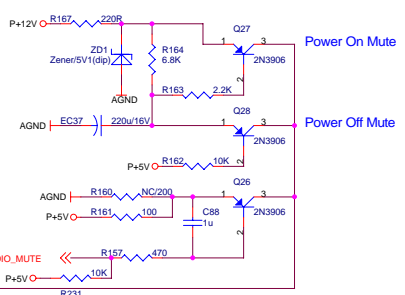 P+12V R167 220R Q27
ZD1 R164 1 3 Power On Mute
Zener/5V1(dip) 6.8K 2N3906
R163 2.2K 2
AGND Q28
AGND EC37 220u/16V 1 3 Power Off Mute
2N3906
P+5V R162 10K 2
Q26
AGND R160 NC/200 1 3
P+5V R161 100 C88 2N3906
1u
2
DIO_MUTE R157 470
P+5V 10K
R231